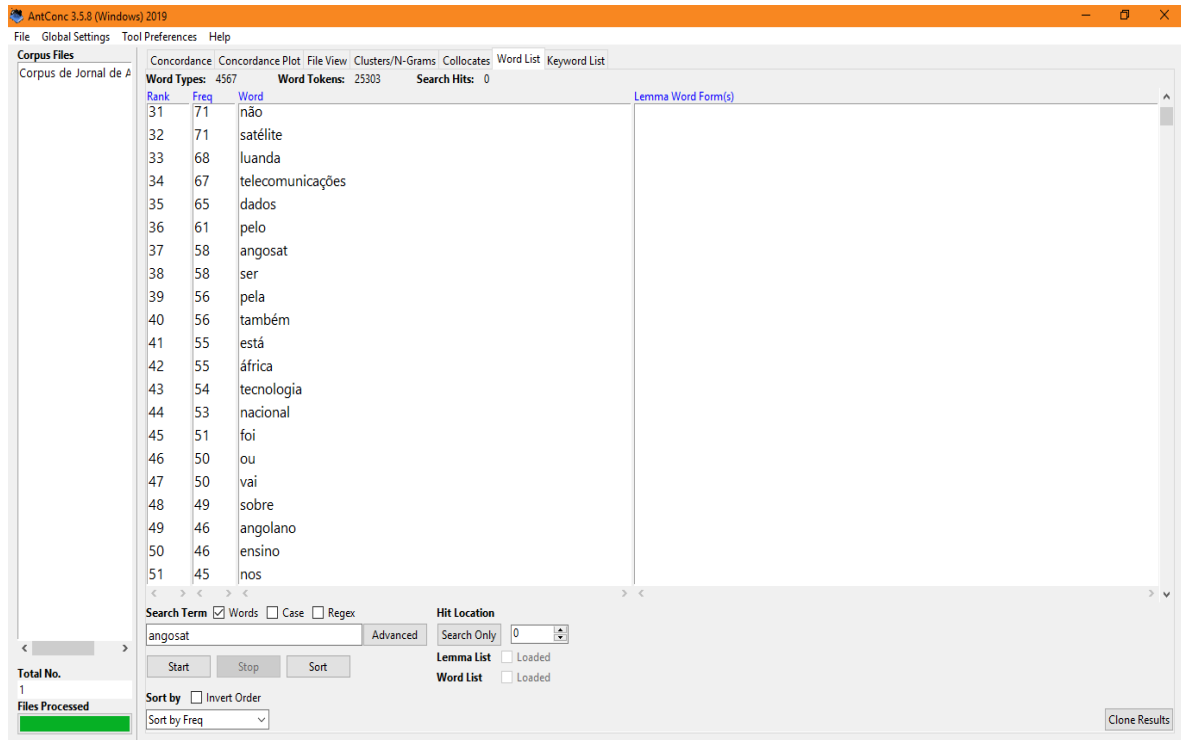 AntConc 3.5.8 (Windows) 2019
File Global Settings Tool Preferences Help
Corpus Files
Corpus de Jornal de A
Concordance Concordance Plot File View Clusters/N-Grams Collocates Word List Keyword List
Word Types: 4567 Word Tokens: 25303 Search Hits: 0
Rank Freq Word Lemma Word Form(s)
31 71 não
32 71 satélite
33 68 luanda
34 67 telecomunicações
35 65 dados
36 61 pelo
37 58 angosat
38 58 ser
39 56 pela
40 56 também
41 55 está
42 55 áfrica
43 54 tecnologia
44 53 nacional
45 51 foi
46 50 ou
47 50 vai
48 49 sobre
49 46 angolano
50 46 ensino
51 45 nos
Search Term Words Case Regex Hit Location
angosat Advanced Search Only 0
Start Stop Sort Lemma List Loaded
Word List Loaded
Total No.
1
Files Processed
Sort by Invert Order
Sort by Freq Clone Results